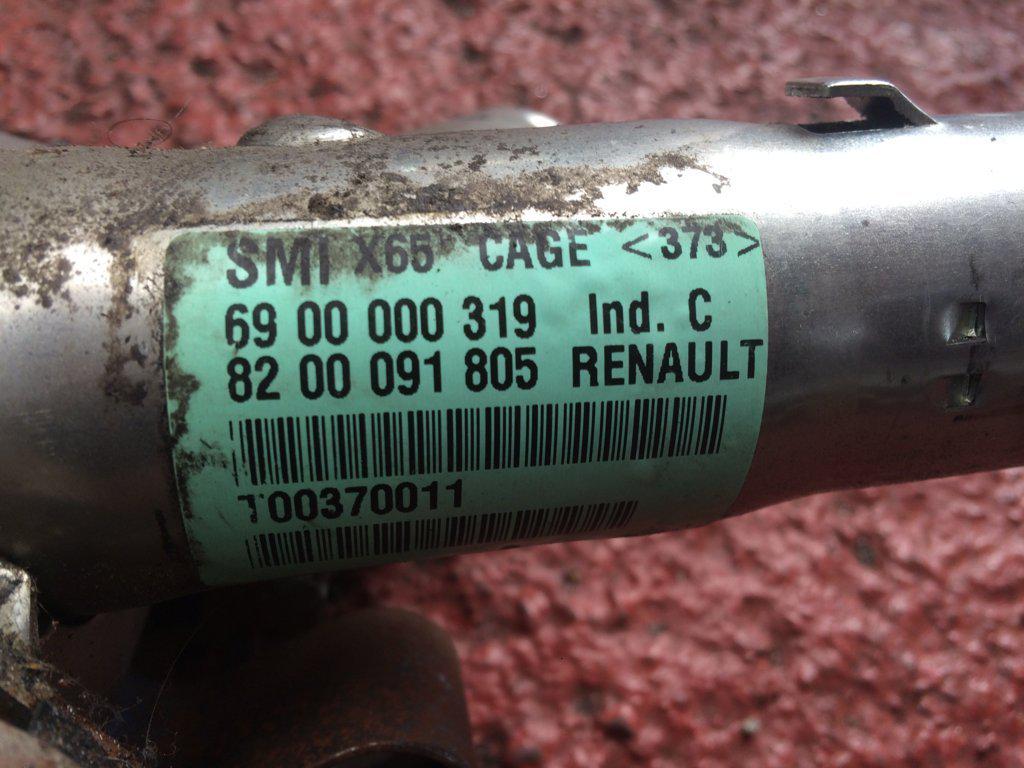 SMI X65 CAGE <373>
69 00 000 319 Ind. C
82 00 091 805 RENAULT
T00370011